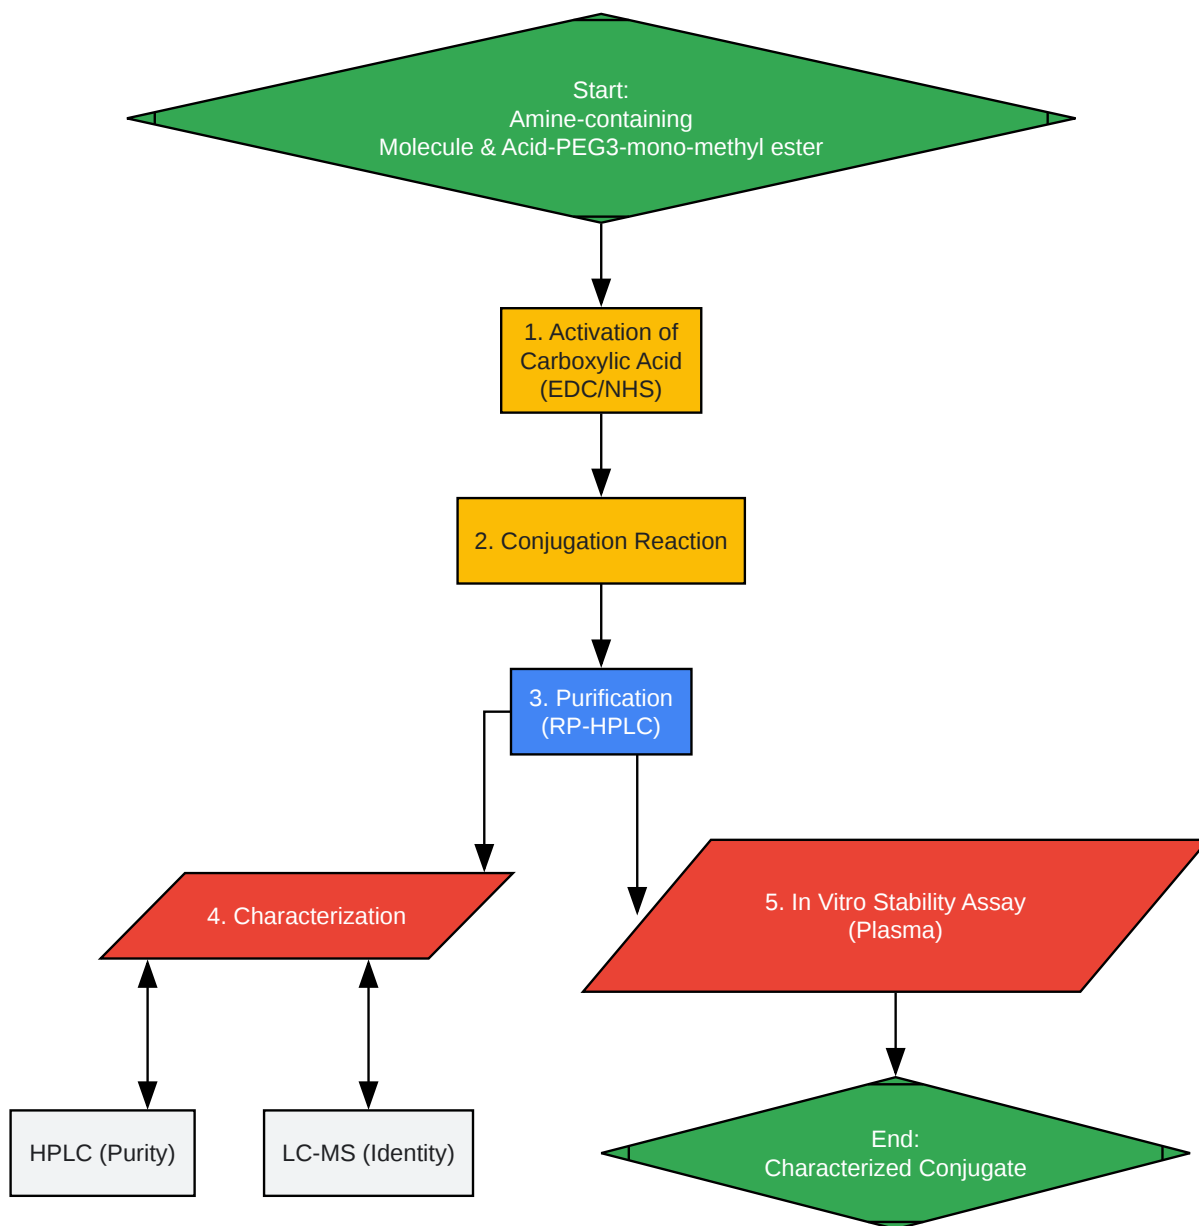 Start:
Amine-containing
Molecule & Acid-PEG3-mono-methyl ester
1. Activation of
Carboxylic Acid
(EDC/NHS)
2. Conjugation Reaction
3. Purification
(RP-HPLC)
4. Characterization
5. In Vitro Stability Assay
(Plasma)
HPLC (Purity)
LC-MS (Identity)
End:
Characterized Conjugate